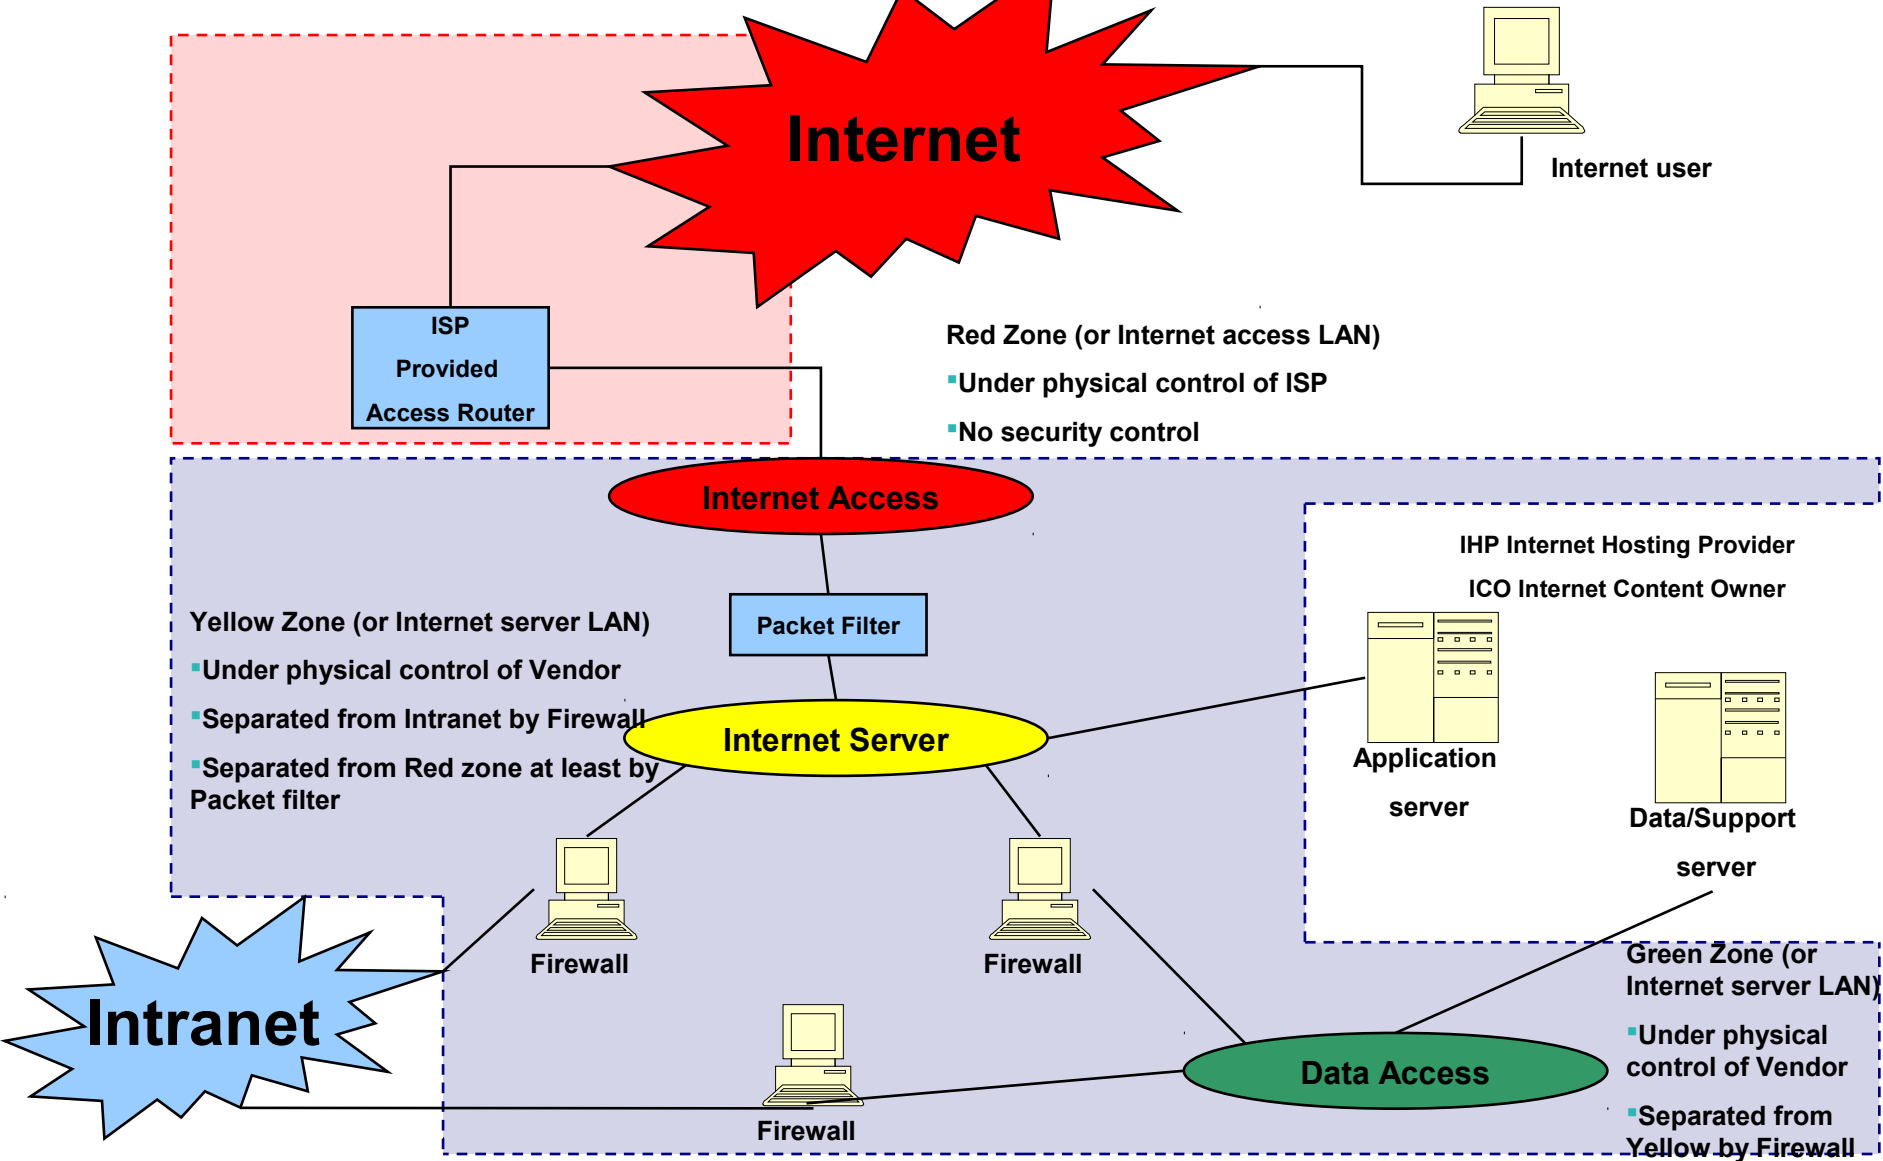 Internet
Internet user
ISP
Provided
Access Router
Red Zone (or Internet access LAN)
▪Under physical control of ISP
▪No security control
Internet Access
IHP Internet Hosting Provider
ICO Internet Content Owner
Packet Filter
Yellow Zone (or Internet server LAN)
▪Under physical control of Vendor
▪Separated from Intranet by Firewall
▪Separated from Red zone at least by
Packet filter
Internet Server
Application
server
Data/Support
server
Firewall
Firewall
Green Zone (or
Internet server LAN)
▪Under physical
control of Vendor
▪Separated from
Yellow by Firewall
Intranet
Data Access
Firewall